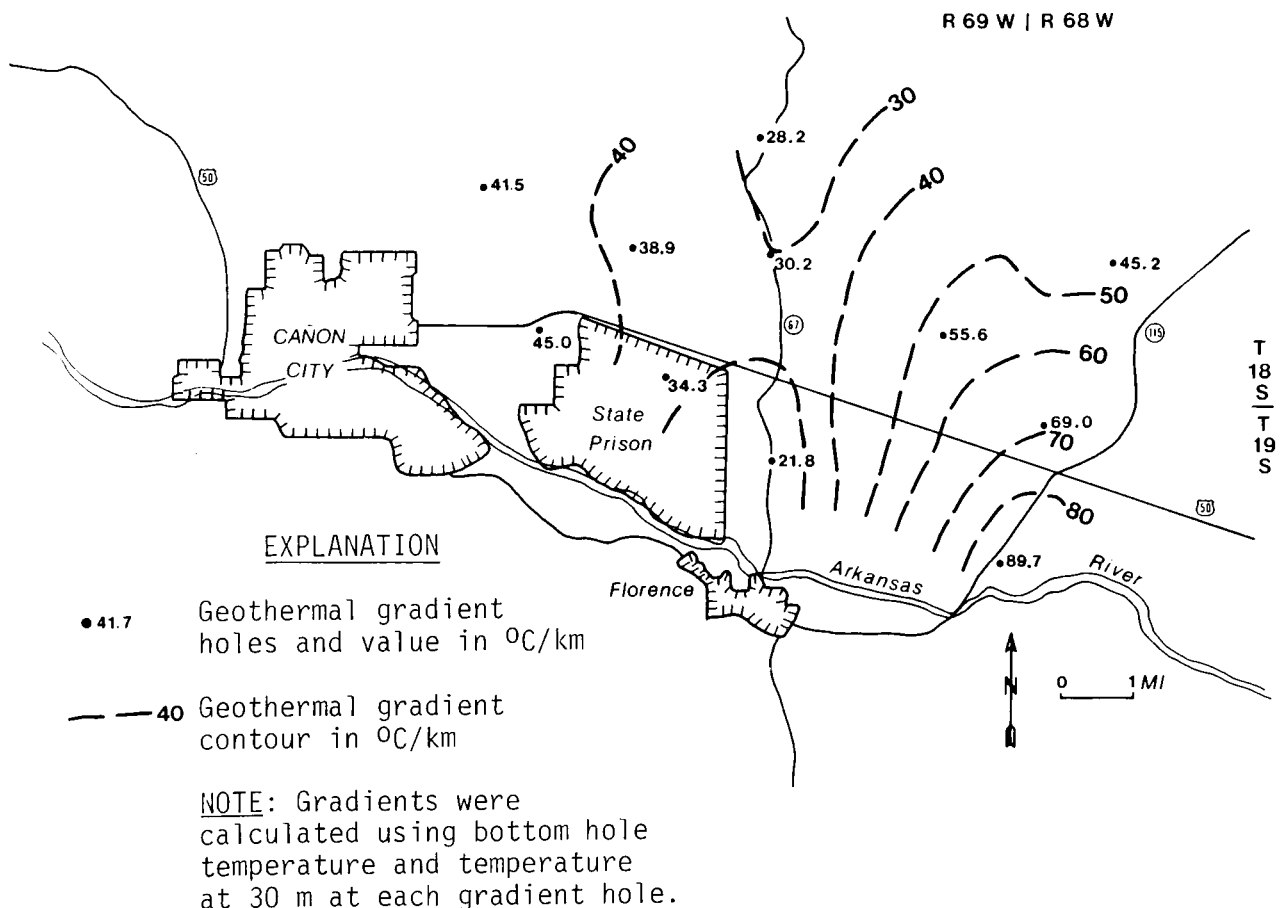 R 69 W | R 68 W
30
28.2
40
50
41.5
40
38.9
30.2
45.2
50
CAÑON
CITY
45.0
67
55.6
115
60
T
18
S
T
19
S
34.3
State
Prison
69.0
70
21.8
50
80
EXPLANATION
89.7
Arkansas
River
Florence
41.7 Geothermal gradient
holes and value in °C/km
N
0 1 MI
40 Geothermal gradient
contour in °C/km
NOTE: Gradients were
calculated using bottom hole
temperature and temperature
at 30 m at each gradient hole.